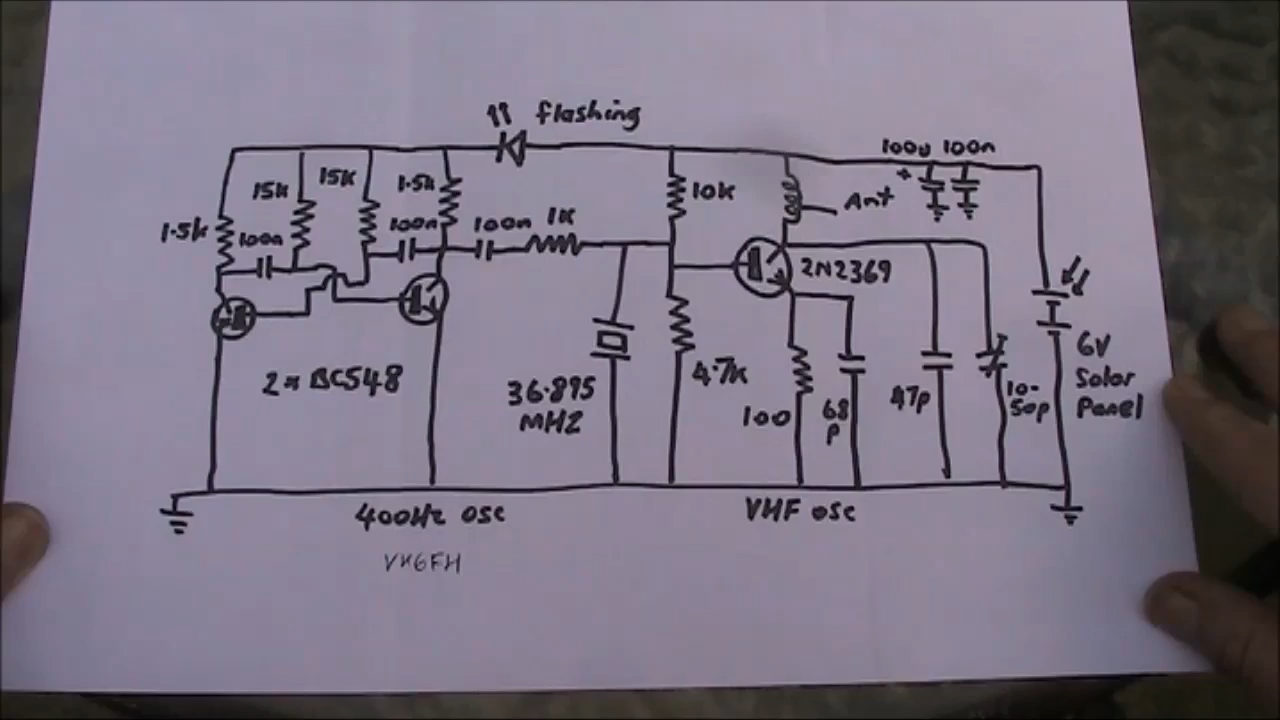 flashing
100u 100n
+
15k
15k
1.5k
10k
Ant
1.5k
100n
100n
100n
1k
2N2369
2 x BC548
36.895
MHZ
4.7k
100
68
p
47p
10-
50p
6V
Solar
Panel
400Hz osc
VHF osc
VK6FH